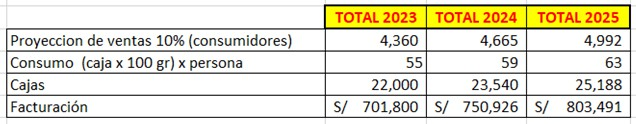 TOTAL 2023 TOTAL 2024 TOTAL 2025
Proyeccion de ventas 10% (consumidores) 4,360 4,665 4,992
Consumo (caja x 100 gr) x persona 55 59 63
Cajas 22,000 23,540 25,188
Facturación S/ 701,800 S/ 750,926 S/ 803,491